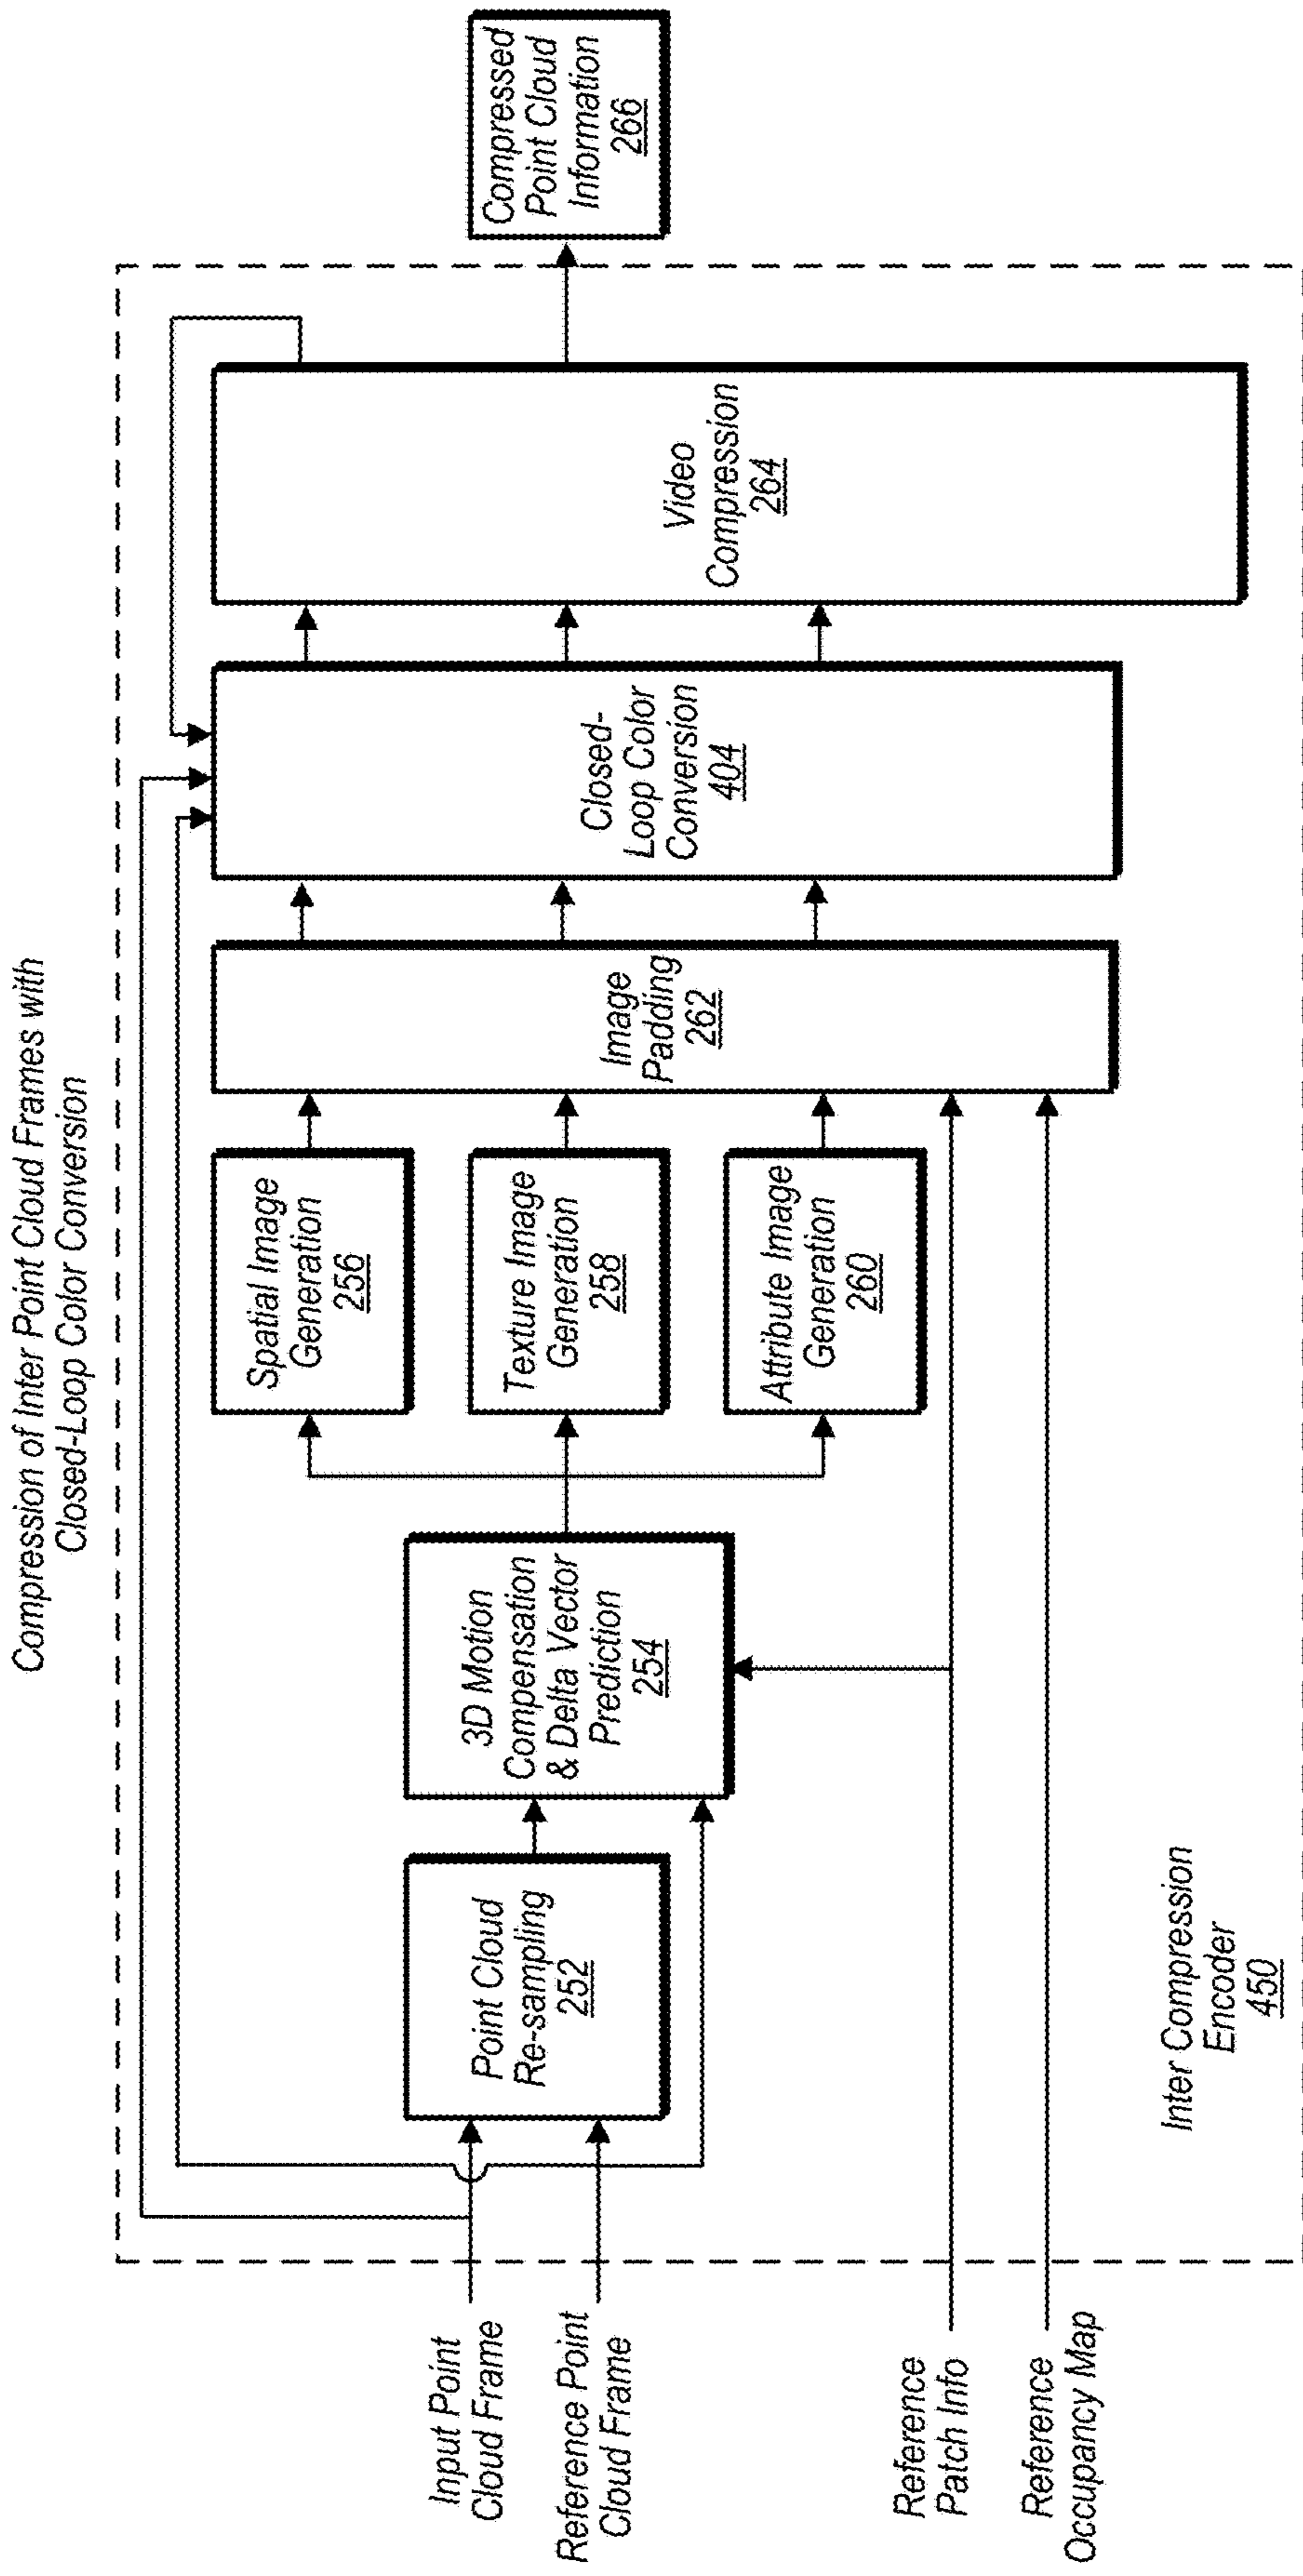 Compression of Inter Point Cloud Frames with
Closed-Loop Color Conversion
Input Point
Cloud Frame
Reference Point
Cloud Frame
Reference
Patch Info
Reference
Occupancy Map
Point Cloud
Re-sampling
252
3D Motion
Compensation
& Delta Vector
Prediction
254
Spatial Image
Generation
256
Texture Image
Generation
258
Attribute Image
Generation
260
Image
Padding
262
Closed-
Loop Color
Conversion
404
Video
Compression
264
Compressed
Point Cloud
Information
266
Inter Compression
Encoder
450